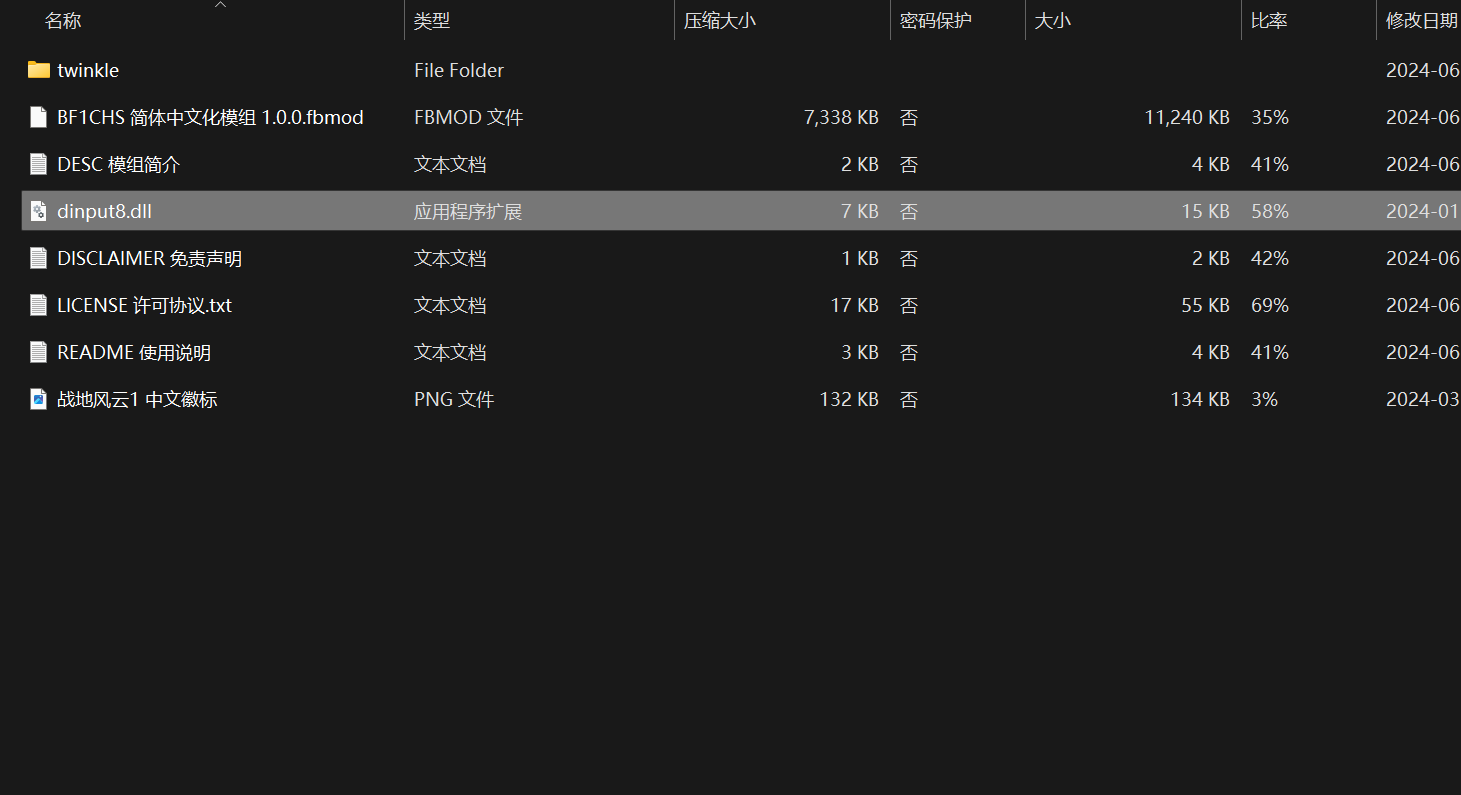 名称 类型 压缩大小 密码保护 大小 比率 修改日期
twinkle File Folder 2024-06
BF1CHS 简体中文化模组 1.0.0.fbmod FBMOD 文件 7,338 KB 否 11,240 KB 35% 2024-06
DESC 模组简介 文本文档 2 KB 否 4 KB 41% 2024-06
dinput8.dll 应用程序扩展 7 KB 否 15 KB 58% 2024-01
DISCLAIMER 免责声明 文本文档 1 KB 否 2 KB 42% 2024-06
LICENSE 许可协议.txt 文本文档 17 KB 否 55 KB 69% 2024-06
README 使用说明 文本文档 3 KB 否 4 KB 41% 2024-06
战地风云1 中文徽标 PNG 文件 132 KB 否 134 KB 3% 2024-03